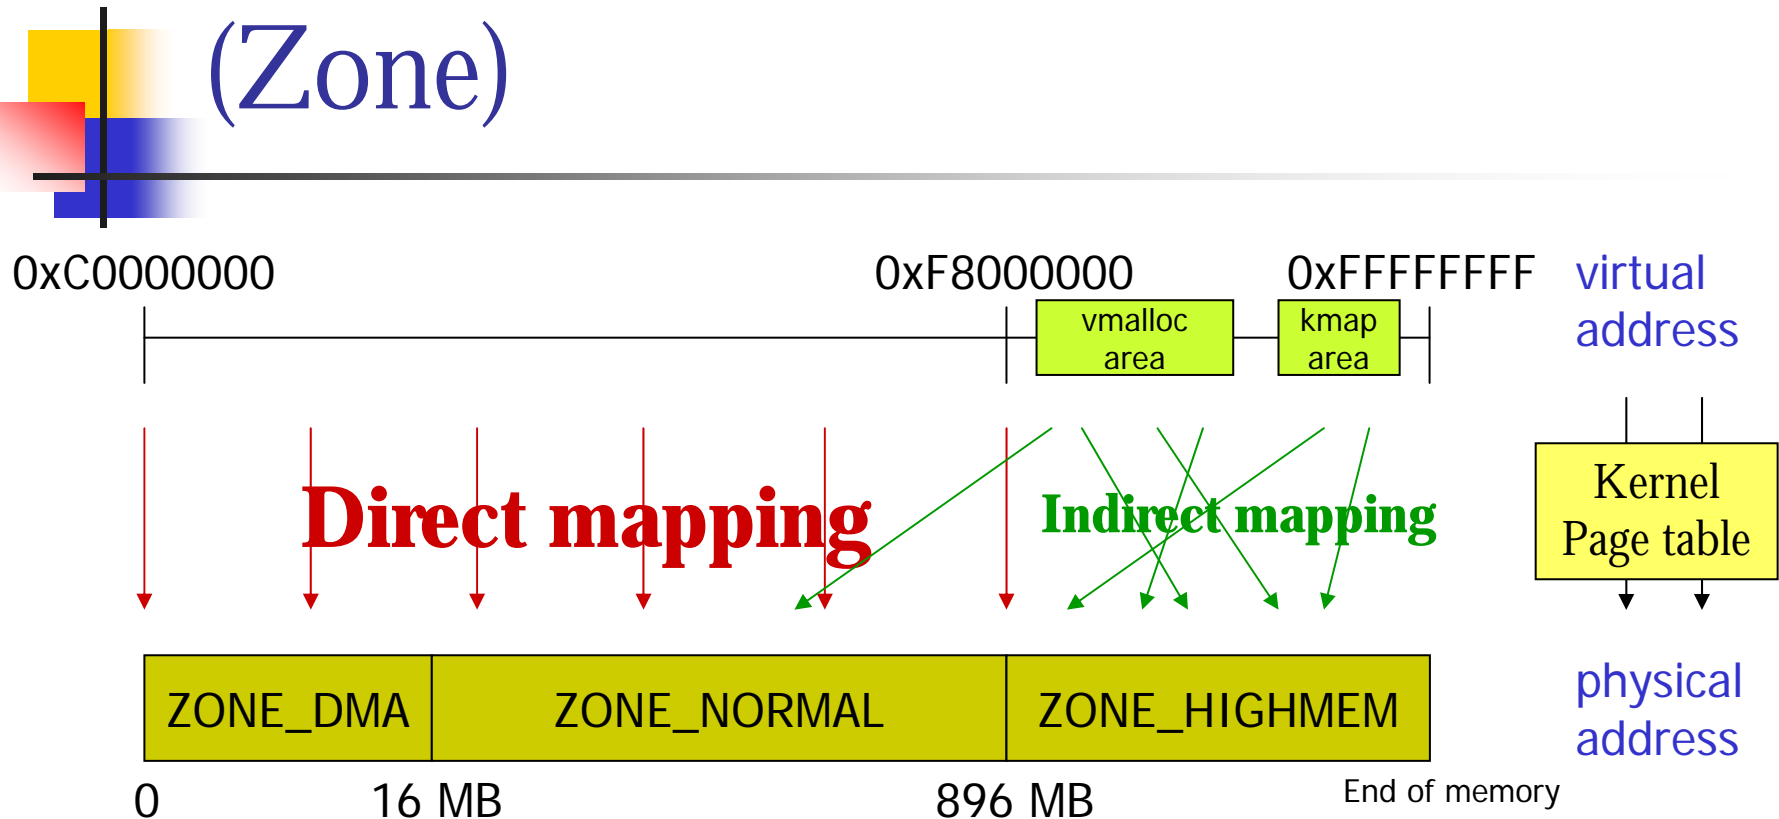 (Zone)
0xC0000000
0xF8000000
0xFFFFFFFF
virtual
address
vmalloc
area
kmap
area
Direct mapping
Indirect mapping
Kernel
Page table
ZONE_DMA
ZONE_NORMAL
ZONE_HIGHMEM
physical
address
0
16 MB
896 MB
End of memory